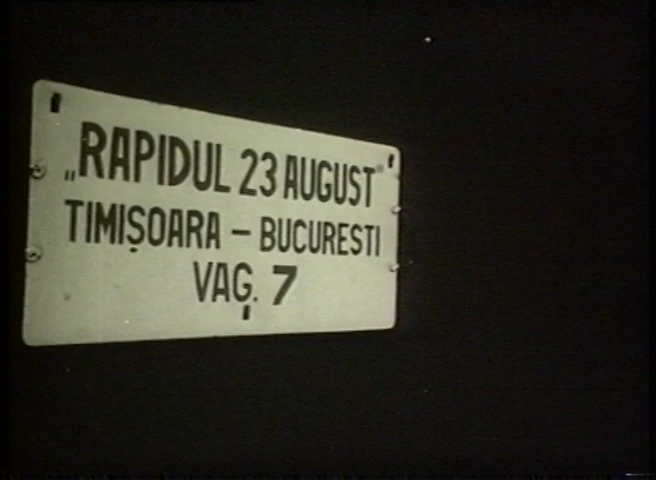 „RAPIDUL 23 AUGUST"
TIMIȘOARA – BUCURESTI
VAG. 7